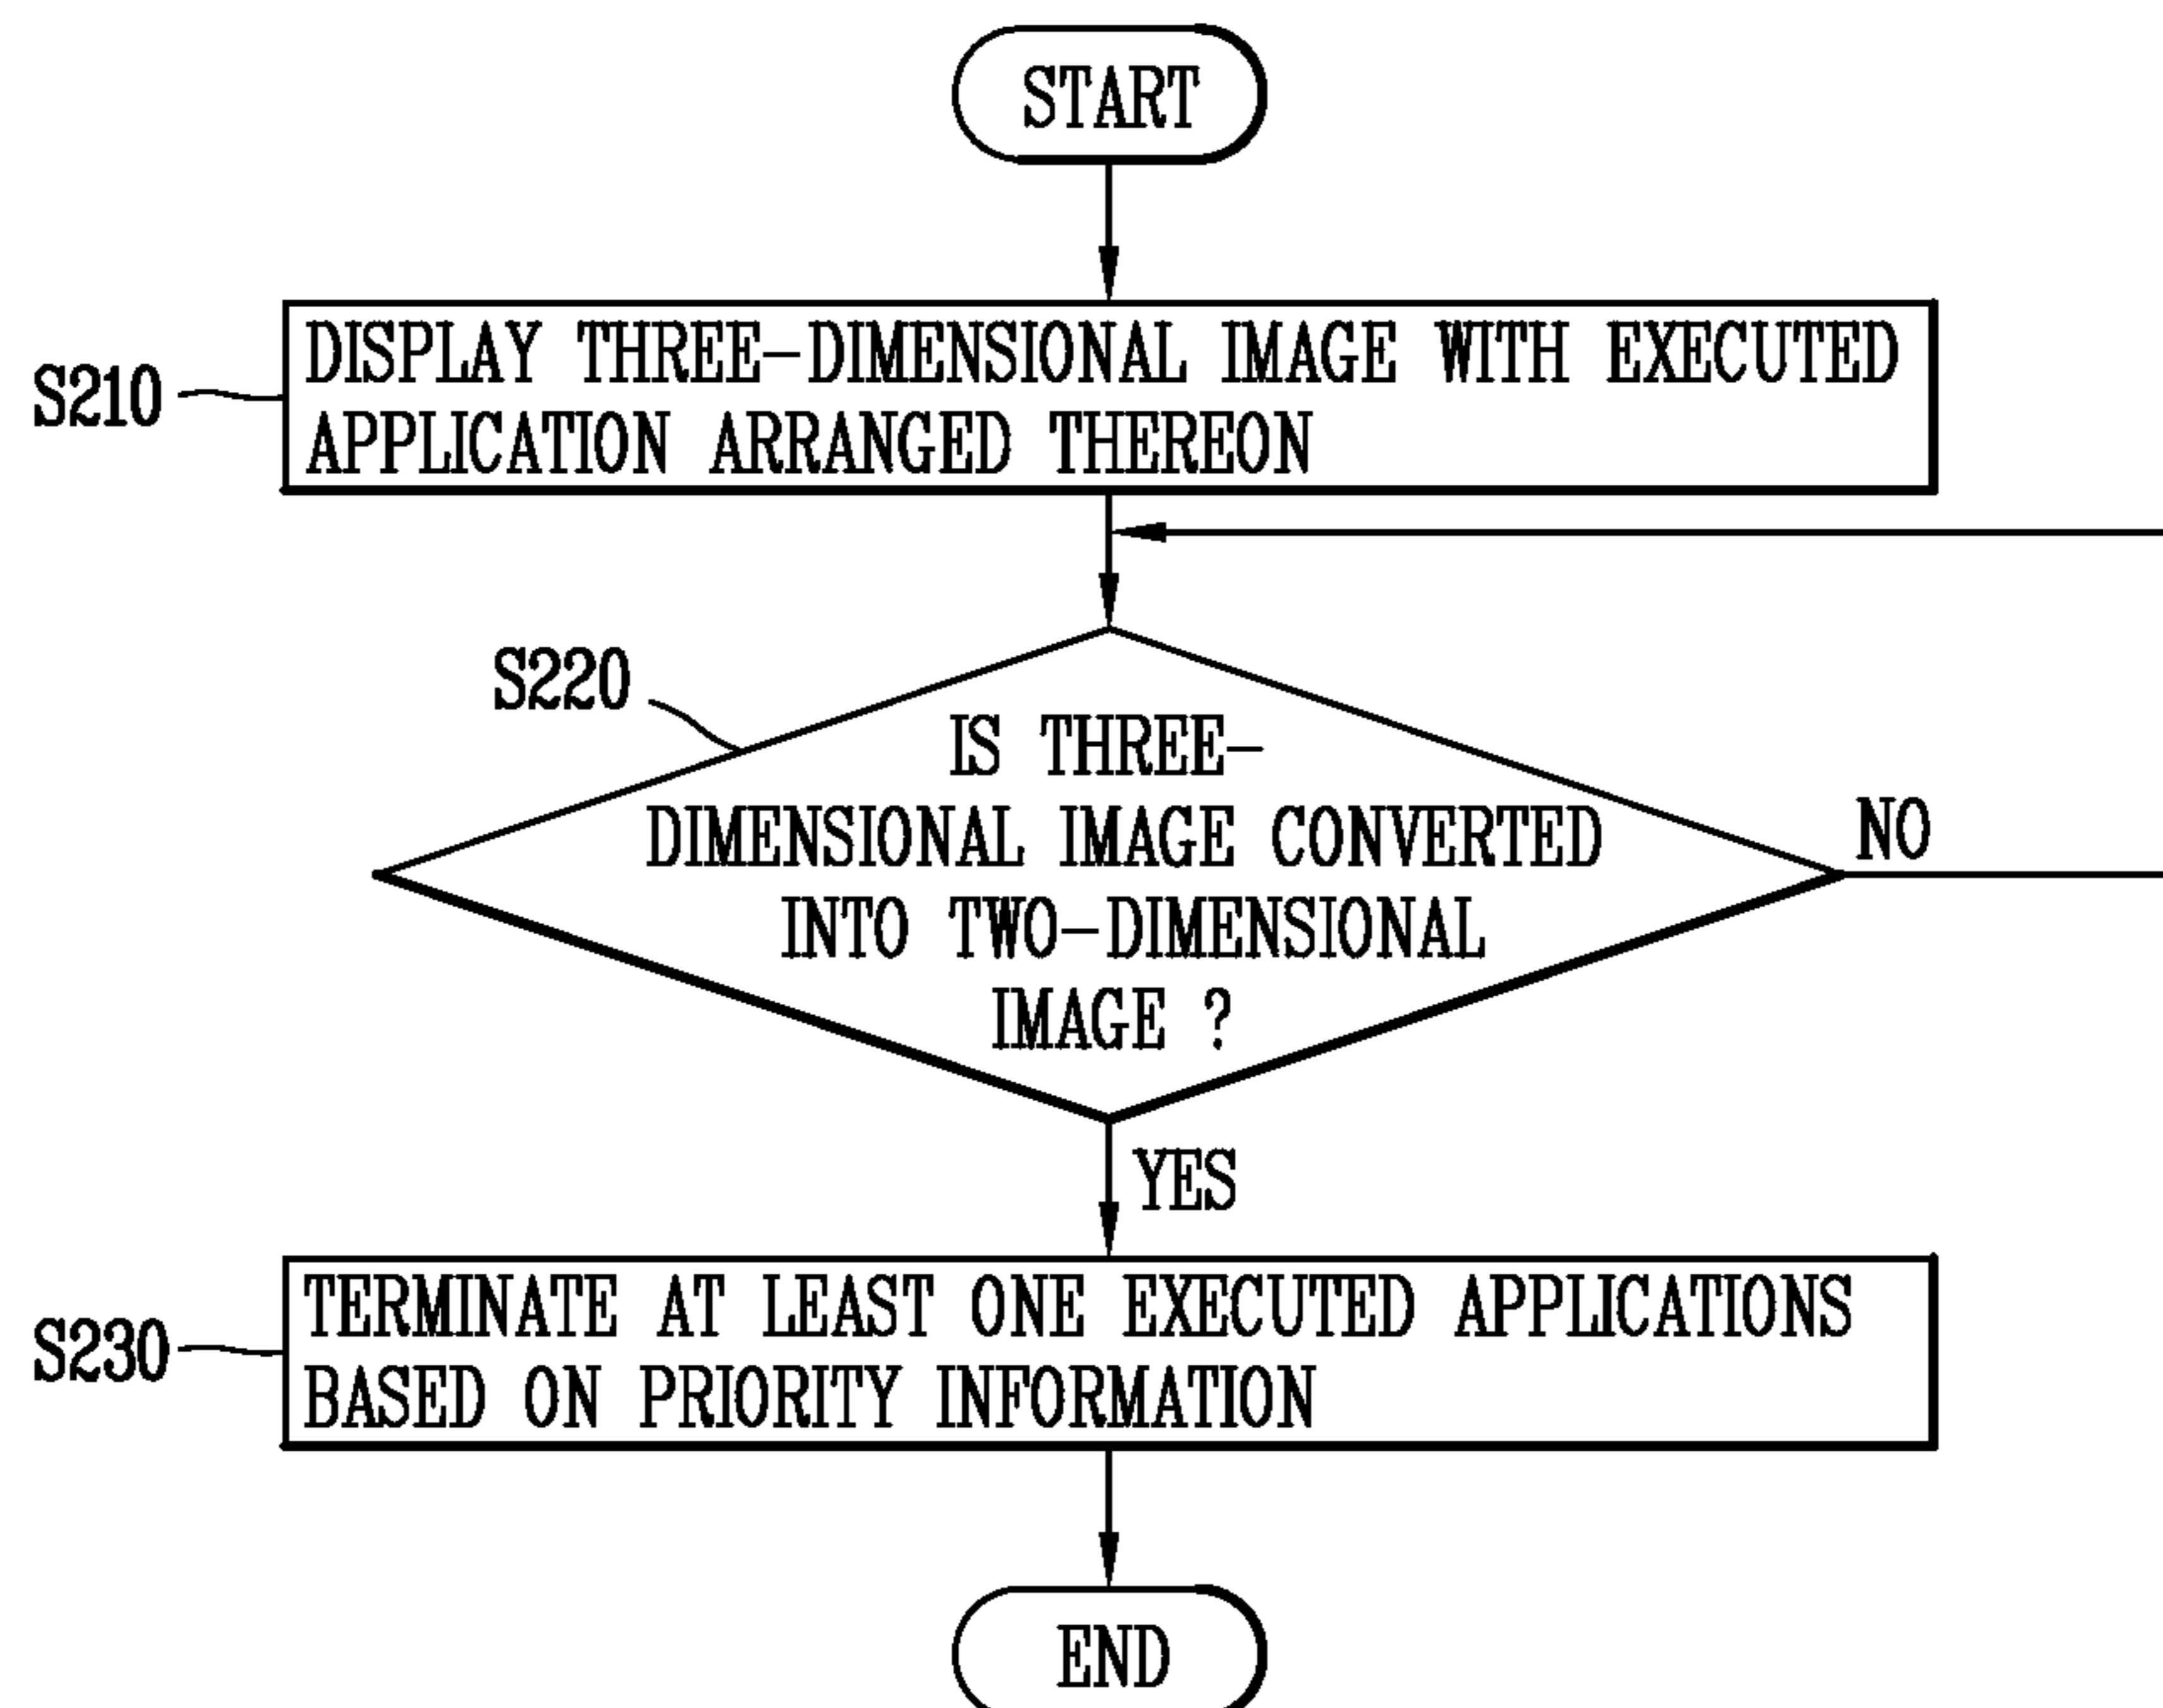 START
S210
DISPLAY THREE-DIMENSIONAL IMAGE WITH EXECUTED
APPLICATION ARRANGED THEREON
S220
IS THREE-
DIMENSIONAL IMAGE CONVERTED
INTO TWO-DIMENSIONAL
IMAGE ?
NO
YES
S230
TERMINATE AT LEAST ONE EXECUTED APPLICATIONS
BASED ON PRIORITY INFORMATION
END